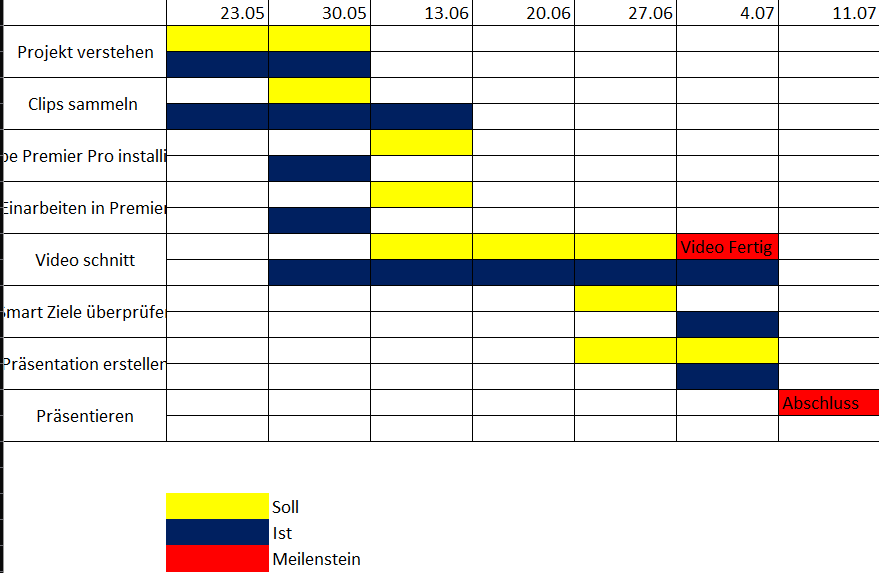 23.05 30.05 13.06 20.06 27.06 4.07 11.07
Projekt verstehen
Clips sammeln
be Premier Pro installi
Einarbeiten in Premier
Video schnitt
Video Fertig
Smart Ziele überprüfe
Präsentation erstellen
Präsentieren
Abschluss
Soll
Ist
Meilenstein